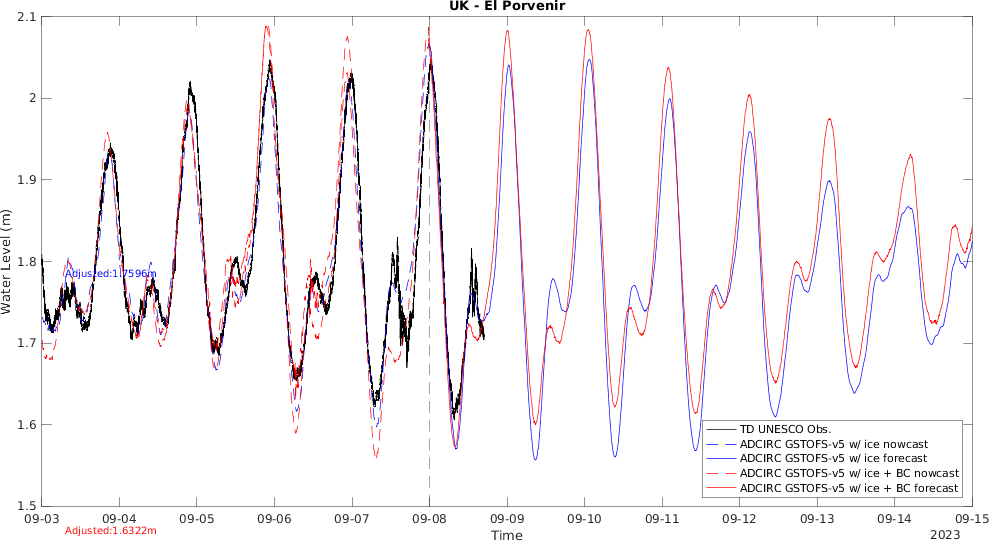 UK - El Porvenir
2.1
2
1.9
1.8
1.7
1.6
1.5
Water Level (m)
Adjusted:1.7596m
TD UNESCO Obs.
ADCIRC GSTOFS-v5 w/ ice nowcast
ADCIRC GSTOFS-v5 w/ ice forecast
ADCIRC GSTOFS-v5 w/ ice + BC nowcast
ADCIRC GSTOFS-v5 w/ ice + BC forecast
09-03 09-04 09-05 09-06 09-07 09-08 09-09 09-10 09-11 09-12 09-13 09-14 09-15
Adjusted:1.6322m
Time
2023